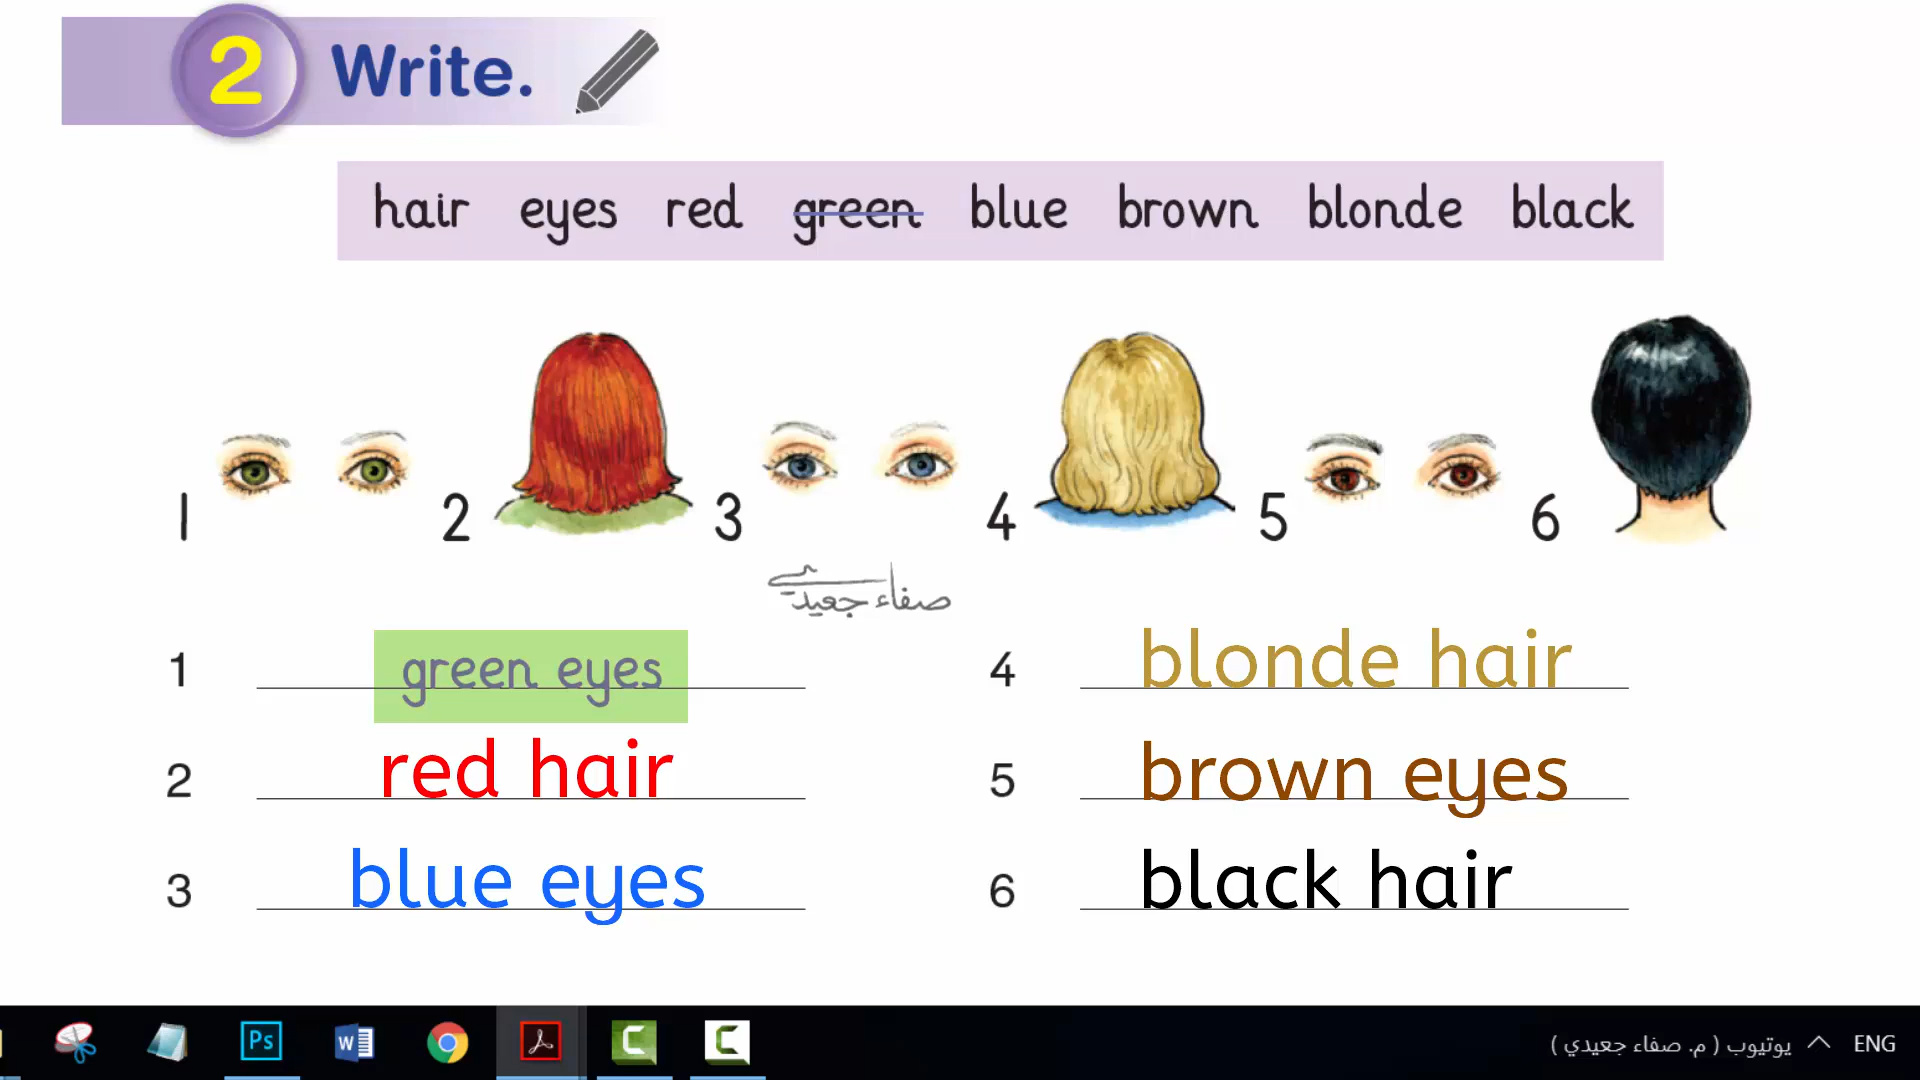 2 Write.
hair eyes red green blue brown blonde black
1 2 3 4 5 6
صفاء جعيدي
1 green eyes
2 red hair
3 blue eyes
4 blonde hair
5 brown eyes
6 black hair
Ps W يوتيوب ( م. صفاء جعيدي ) ENG